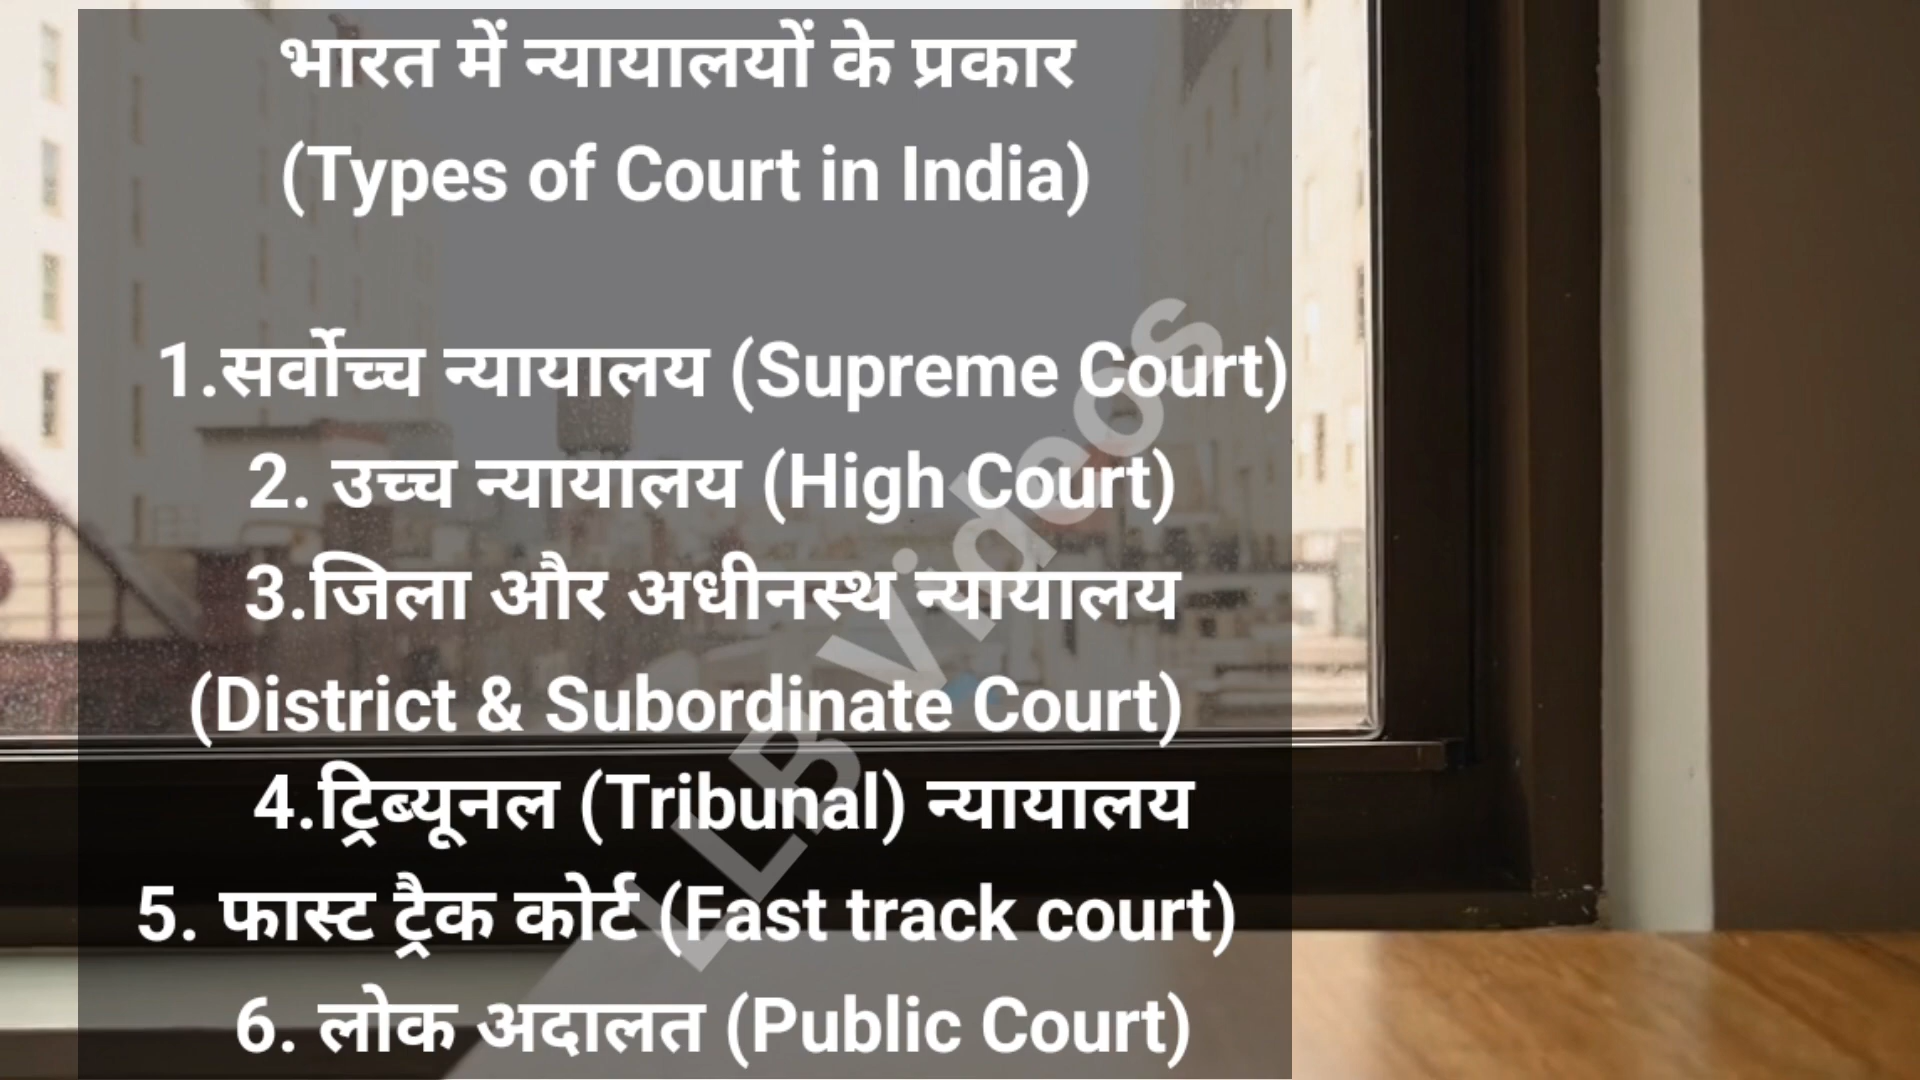 भारत में न्यायालयों के प्रकार
(Types of Court in India)
1.सर्वोच्च न्यायालय (Supreme Court)
2. उच्च न्यायालय (High Court)
3.जिला और अधीनस्थ न्यायालय
(District & Subordinate Court)
4.ट्रिब्यूनल (Tribunal) न्यायालय
5. फास्ट ट्रैक कोर्ट (Fast track court)
6. लोक अदालत (Public Court)
LLB Videos